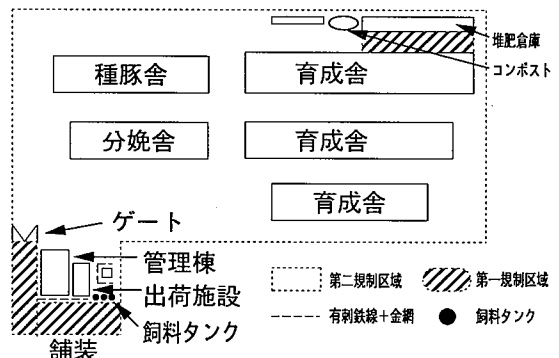 堆肥倉庫
コンポスト
種豚舎
育成舎
分娩舎
育成舎
育成舎
ゲート
管理棟
出荷施設
飼料タンク
舗装
第二規制区域
第一規制区域
有刺鉄線+金網
飼料タンク